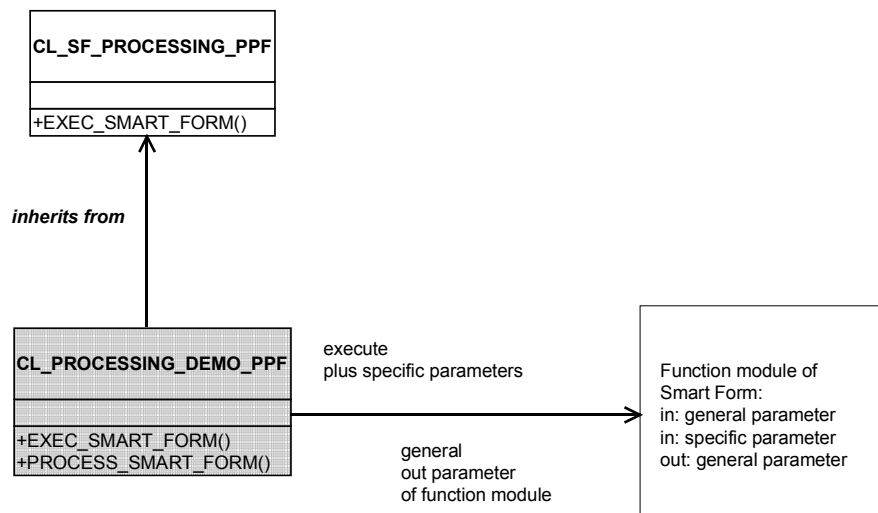 CL_SF_PROCESSING_PPF
+EXEC_SMART_FORM()
inherits from
CL_PROCESSING_DEMO_PPF
+EXEC_SMART_FORM()
+PROCESS_SMART_FORM()
execute
plus specific parameters
general
out parameter
of function module
Function module of
Smart Form:
in: general parameter
in: specific parameter
out: general parameter